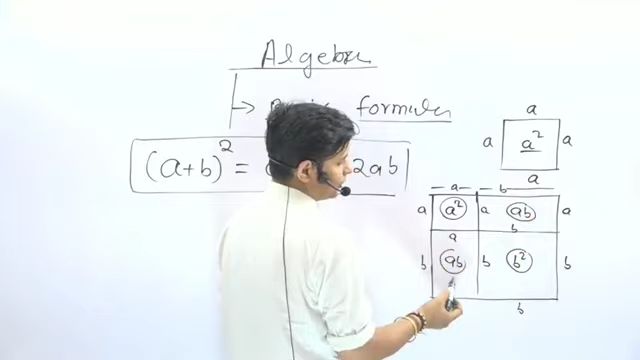 Algebra
→ formula
(a+b)² = 2ab
a
a a² a
a
a b
a a² a ab a
a b
b ab b b² b
b